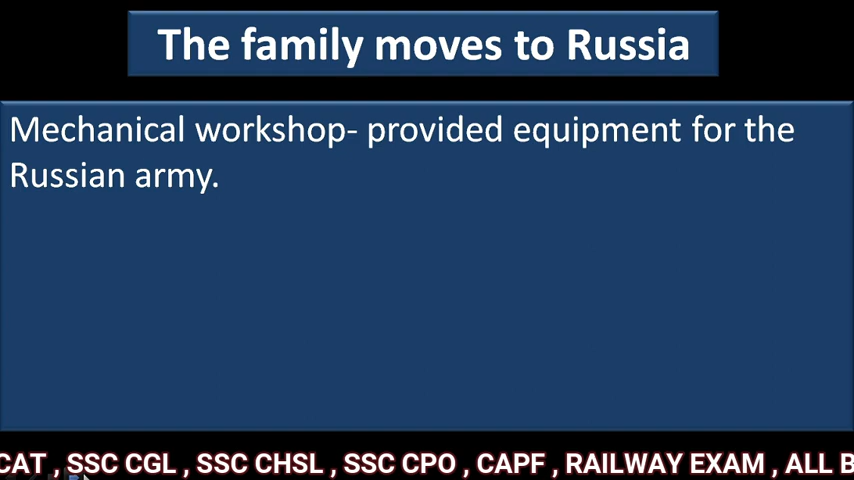 The family moves to Russia
Mechanical workshop- provided equipment for the
Russian army.
CAT , SSC CGL , SSC CHSL , SSC CPO , CAPF , RAILWAY EXAM , ALL B